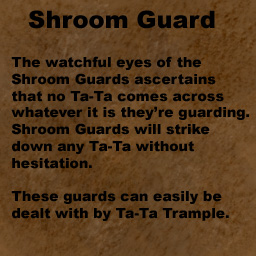 Shroom Guard
The watchful eyes of the
Shroom Guards ascertains
that no Ta-Ta comes across
whatever it is they're guarding.
Shroom Guards will strike
down any Ta-Ta without
hesitation.
These guards can easily be
dealt with by Ta-Ta Trample.